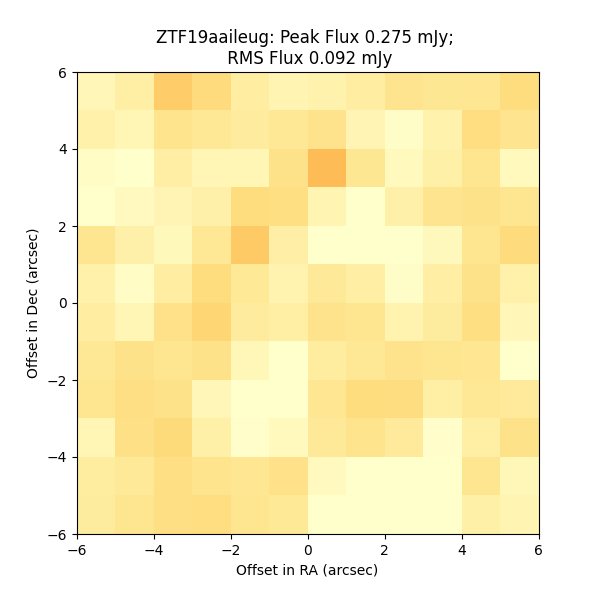 ZTF19aaileug: Peak Flux 0.275 mJy;
RMS Flux 0.092 mJy
6
4
2
0
−2
−4
−6
Offset in Dec (arcsec)
−6 −4 −2 0 2 4 6
Offset in RA (arcsec)